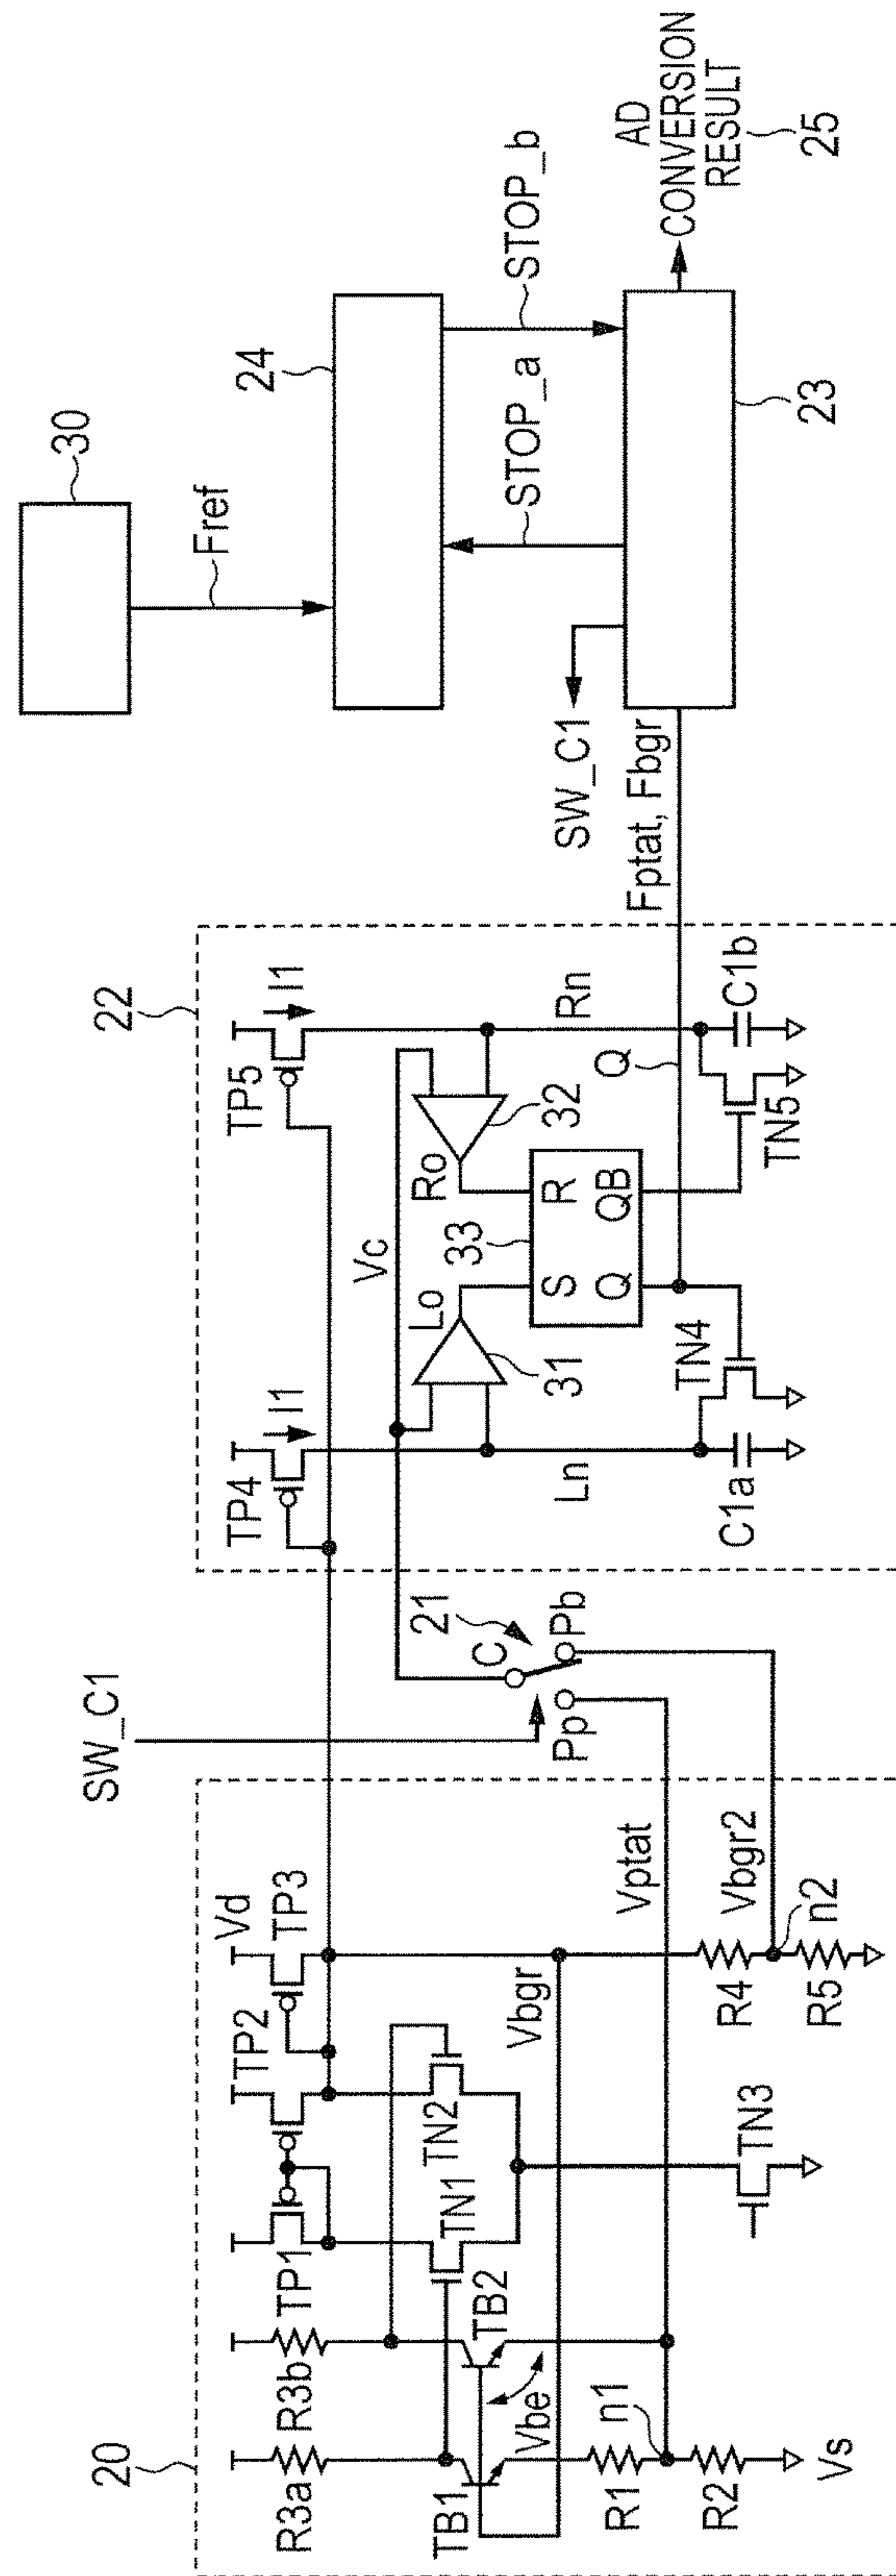 20
R3a
R3b
TP1
TP2
Vd
TP3
TB1
TB2
Vbe
TN1
TN2
TN3
Vbgr
Vptat
Vbgr2
n1
n2
R1
R2
R4
R5
Vs
SW_C1
21
C
Pp
Pb
22
TP4
I1
TP5
I1
Vc
Lo
Ro
31
32
33
S
R
Q
QB
Ln
Rn
Q
TN4
TN5
C1a
C1b
Fptat, Fbgr
SW_C1
30
Fref
24
STOP_a
STOP_b
23
AD
CONVERSION
RESULT
25